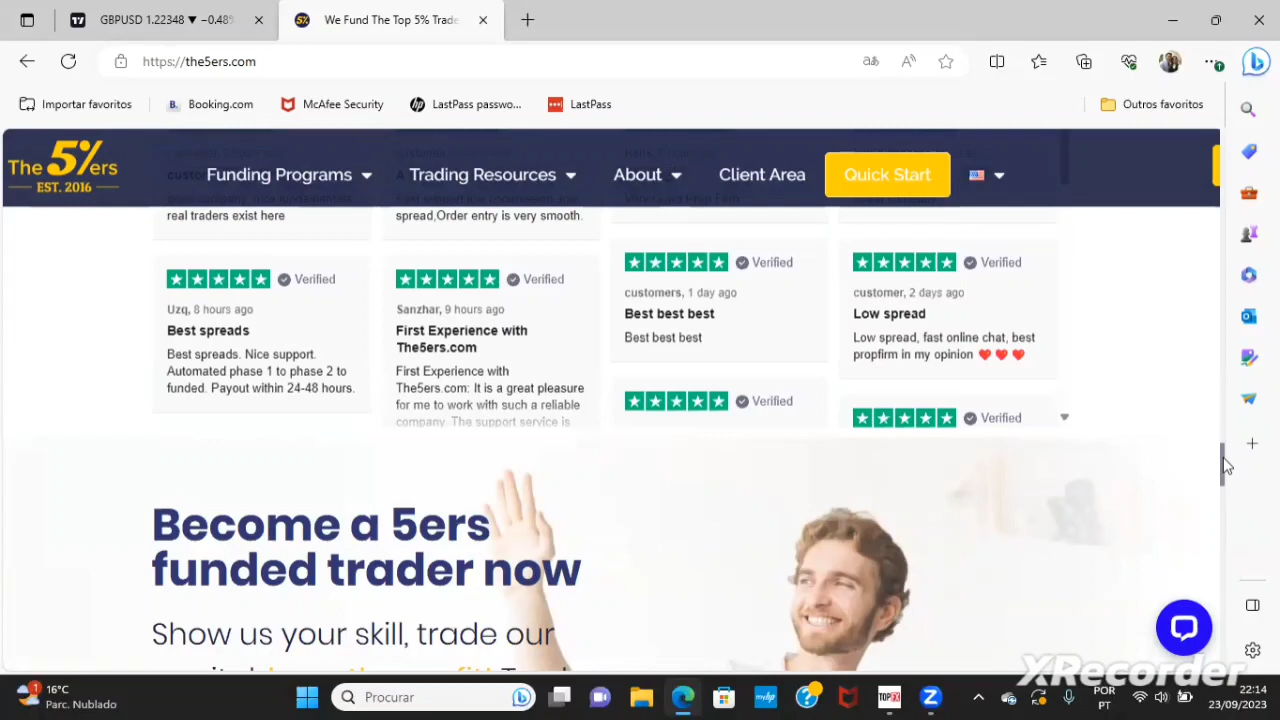 GBPUSD 1.22348 ▼ −0.48%
We Fund The Top 5% Trade
https://the5ers.com
Importar favoritos
B. Booking.com
McAfee Security
LastPass passwo...
LastPass
Outros favoritos
The 5%ers
EST. 2016
Funding Programs
Trading Resources
About
Client Area
Quick Start
real traders exist here
spread,Order entry is very smooth.
Verified
Uzq, 8 hours ago
Best spreads
Best spreads. Nice support.
Automated phase 1 to phase 2 to
funded. Payout within 24-48 hours.
Verified
Sanzhar, 9 hours ago
First Experience with
The5ers.com
First Experience with
The5ers.com: It is a great pleasure
for me to work with such a reliable
company. The support service is
Verified
customers, 1 day ago
Best best best
Best best best
Verified
Verified
customer, 2 days ago
Low spread
Low spread, fast online chat, best
propfirm in my opinion ❤️ ❤️ ❤️
Verified
Become a 5ers
funded trader now
Show us your skill, trade our
XRecorder
1
16°C
Parc. Nublado
Procurar
myhp
TOPFX
POR
PT
22:14
23/09/2023